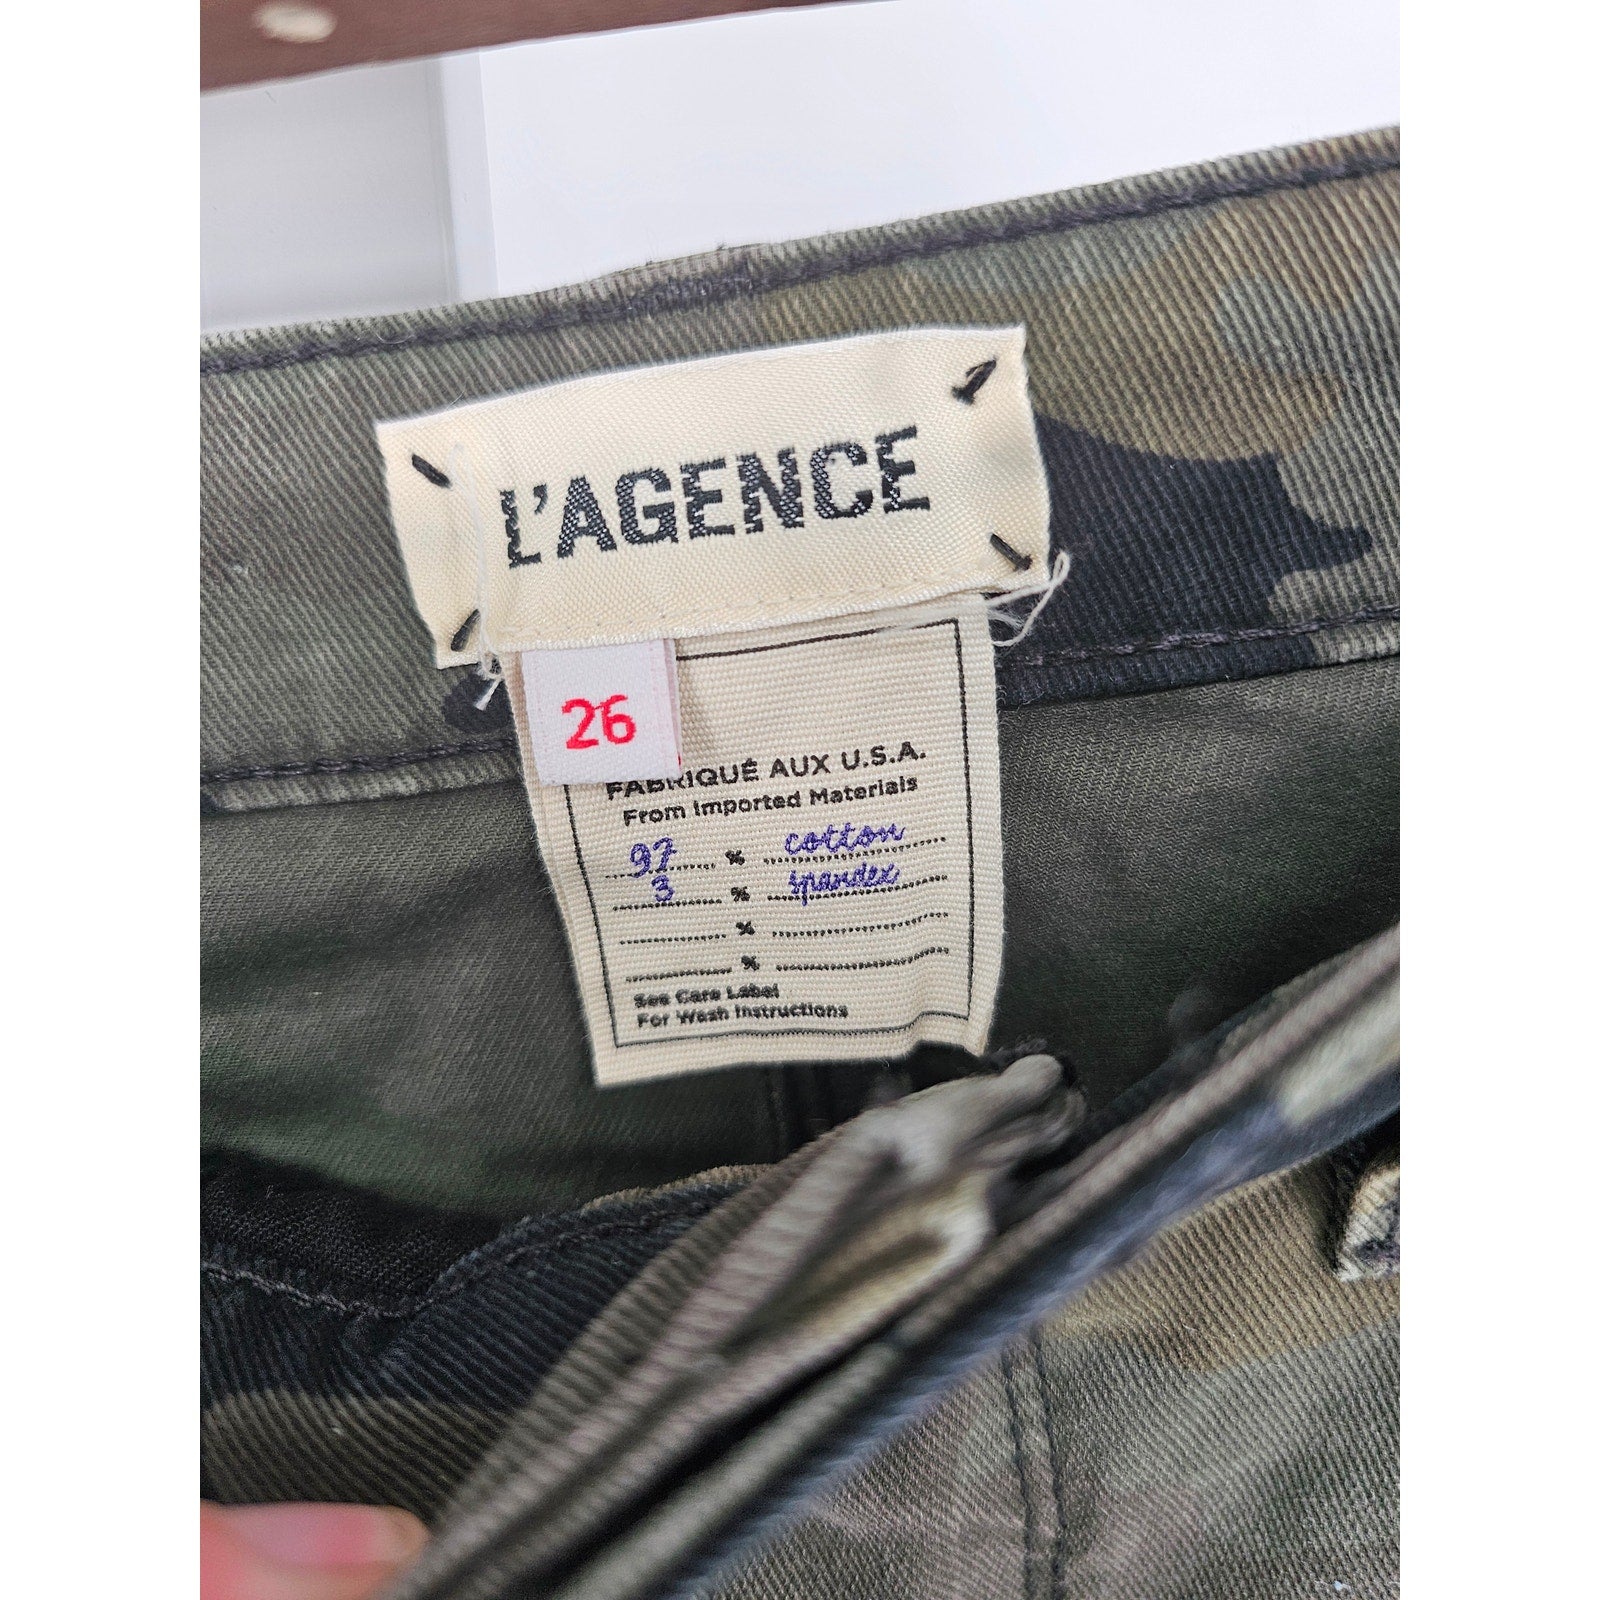 L'AGENCE
26
FABRIQUÉ AUX U.S.A.
From Imported Materials
97 % cotton
3 % spandex
%
%
See Care Label
For Wash Instructions